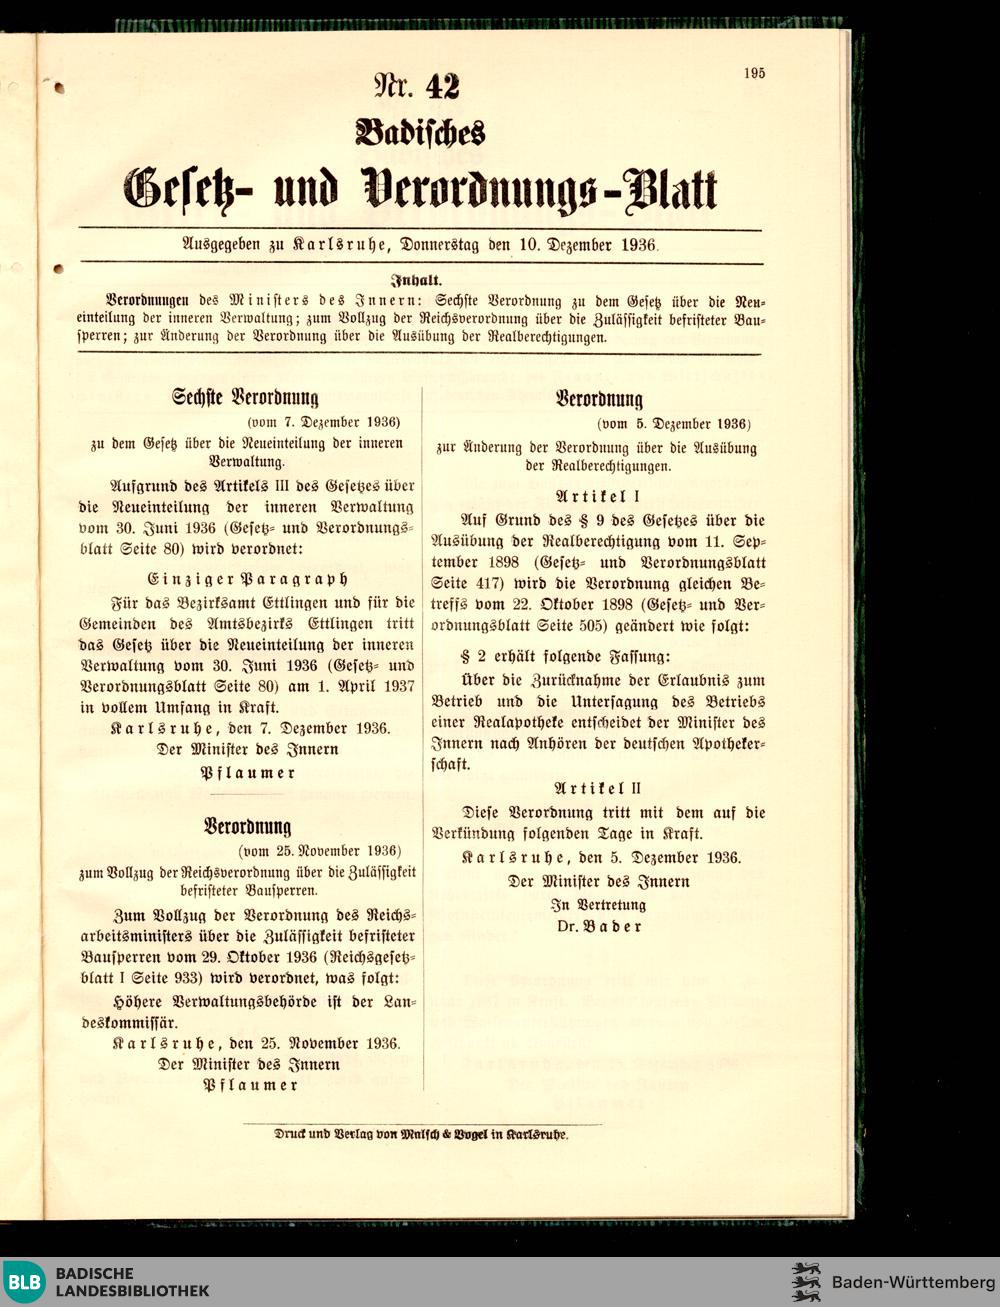 195
Nr. 42
Badisches
Gesetz- und Verordnungs-Blatt
Ausgegeben zu Karlsruhe, Donnerstag den 10. Dezember 1936.
Inhalt.
Verordnungen des Ministers des Innern: Sechste Verordnung zu dem Gesetz über die Neu-
einteilung der inneren Verwaltung; zum Vollzug der Reichsverordnung über die Zulässigkeit befristeter Bau-
sperren; zur Änderung der Verordnung über die Ausübung der Realberechtigungen.
Sechste Verordnung
(vom 7. Dezember 1936)
zu dem Gesetz über die Neueinteilung der inneren
Verwaltung.
Aufgrund des Artikels III des Gesetzes über
die Neueinteilung der inneren Verwaltung
vom 30. Juni 1936 (Gesetz- und Verordnungs-
blatt Seite 80) wird verordnet:
Einziger Paragraph
Für das Bezirksamt Ettlingen und für die
Gemeinden des Amtsbezirks Ettlingen tritt
das Gesetz über die Neueinteilung der inneren
Verwaltung vom 30. Juni 1936 (Gesetz- und
Verordnungsblatt Seite 80) am 1. April 1937
in vollem Umfang in Kraft.
Karlsruhe, den 7. Dezember 1936.
Der Minister des Innern
Pflaumer
Verordnung
(vom 25. November 1936)
zum Vollzug der Reichsverordnung über die Zulässigkeit
befristeter Bausperren.
Zum Vollzug der Verordnung des Reichs-
arbeitsministers über die Zulässigkeit befristeter
Bausperren vom 29. Oktober 1936 (Reichsgesetz-
blatt I Seite 933) wird verordnet, was folgt:
Höhere Verwaltungsbehörde ist der Lan-
deskommissär.
Karlsruhe, den 25. November 1936.
Der Minister des Innern
Pflaumer
Verordnung
(vom 5. Dezember 1936)
zur Änderung der Verordnung über die Ausübung
der Realberechtigungen.
Artikel I
Auf Grund des § 9 des Gesetzes über die
Ausübung der Realberechtigung vom 11. Sep-
tember 1898 (Gesetz- und Verordnungsblatt
Seite 417) wird die Verordnung gleichen Be-
treffs vom 22. Oktober 1898 (Gesetz- und Ver-
ordnungsblatt Seite 505) geändert wie folgt:
§ 2 erhält folgende Fassung:
Über die Zurücknahme der Erlaubnis zum
Betrieb und die Untersagung des Betriebs
einer Realapotheke entscheidet der Minister des
Innern nach Anhören der deutschen Apotheker-
schaft.
Artikel II
Diese Verordnung tritt mit dem auf die
Verkündung folgenden Tage in Kraft.
Karlsruhe, den 5. Dezember 1936.
Der Minister des Innern
In Vertretung
Dr. Bader
Druck und Verlag von Malsch & Vogel in Karlsruhe.
BLB BADISCHE
LANDESBIBLIOTHEK
Baden-Württemberg